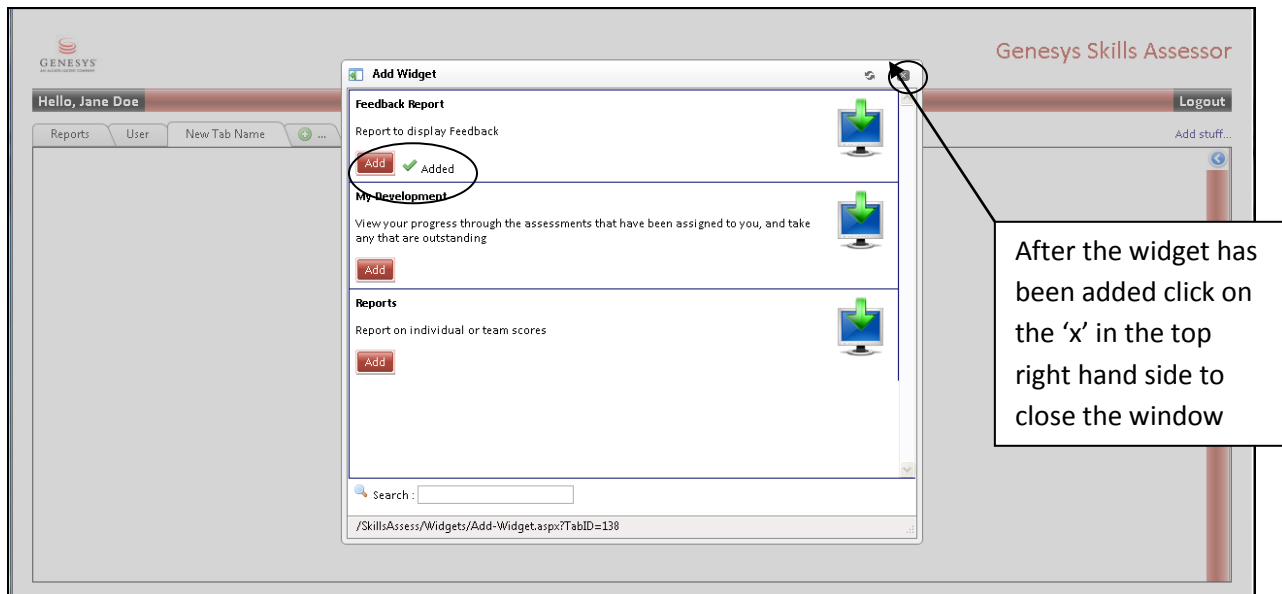 GENESYS
Genesys Skills Assessor
Hello, Jane Doe
Logout
Reports
User
New Tab Name
...
Add stuff...
Add Widget
Feedback Report
Report to display Feedback
Add
Added
My Development
View your progress through the assessments that have been assigned to you, and take
any that are outstanding
Add
Reports
Report on individual or team scores
Add
Search :
/SkillsAssess/Widgets/Add-Widget.aspx?TabID=138
After the widget has
been added click on
the ‘x’ in the top
right hand side to
close the window